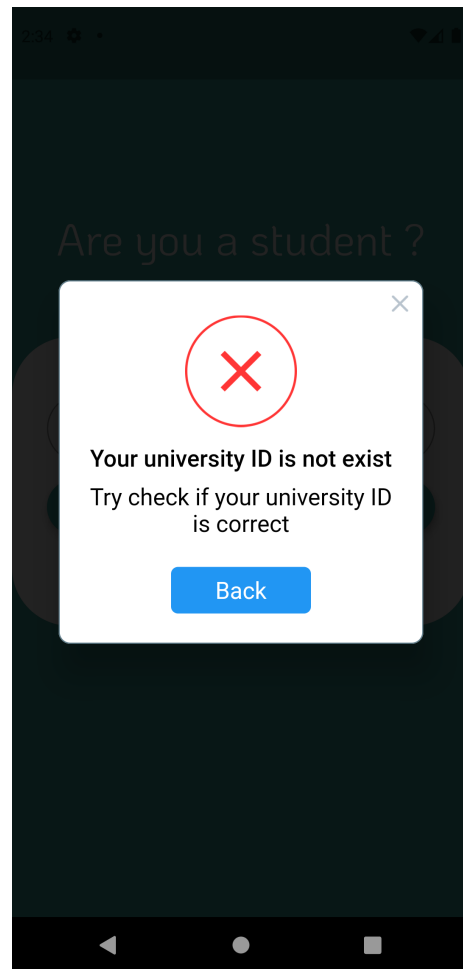 2:34
Are you a student ?
Your university ID is not exist
Try check if your university ID
is correct
Back